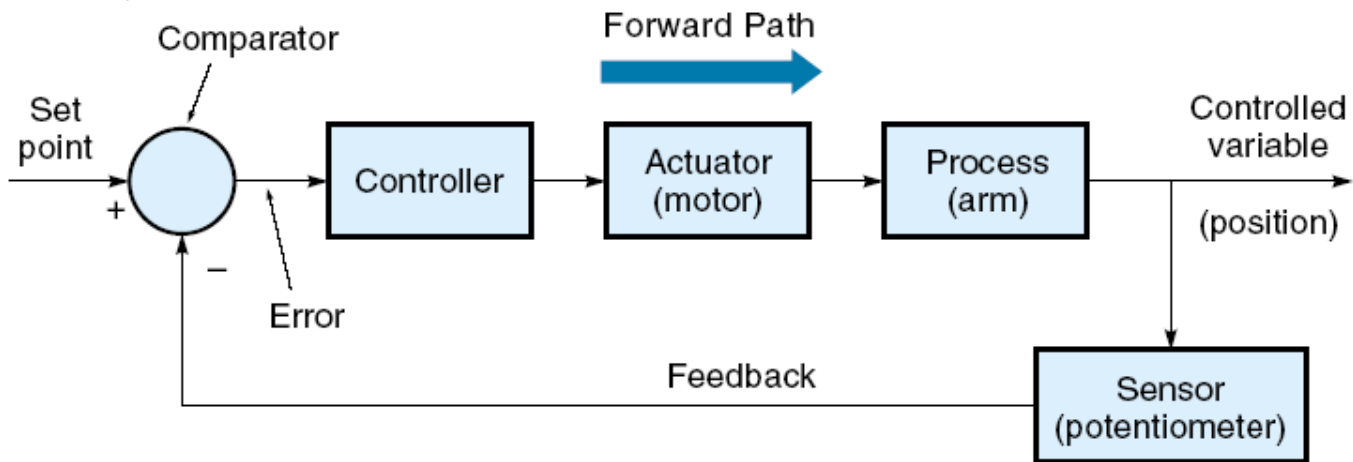 Forward Path
Comparator
Set
point
+
–
Error
Controller
Actuator
(motor)
Process
(arm)
Controlled
variable
(position)
Feedback
Sensor
(potentiometer)